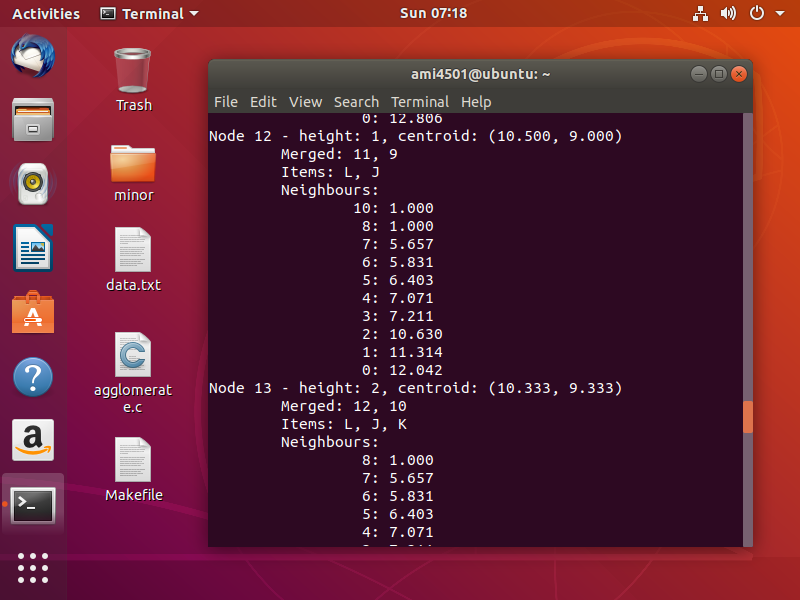 Activities Terminal Sun 07:18
Trash
minor
data.txt
agglomerat
e.c
Makefile
ami4501@ubuntu: ~
File Edit View Search Terminal Help
0: 12.806
Node 12 - height: 1, centroid: (10.500, 9.000)
Merged: 11, 9
Items: L, J
Neighbours:
10: 1.000
8: 1.000
7: 5.657
6: 5.831
5: 6.403
4: 7.071
3: 7.211
2: 10.630
1: 11.314
0: 12.042
Node 13 - height: 2, centroid: (10.333, 9.333)
Merged: 12, 10
Items: L, J, K
Neighbours:
8: 1.000
7: 5.657
6: 5.831
5: 6.403
4: 7.071